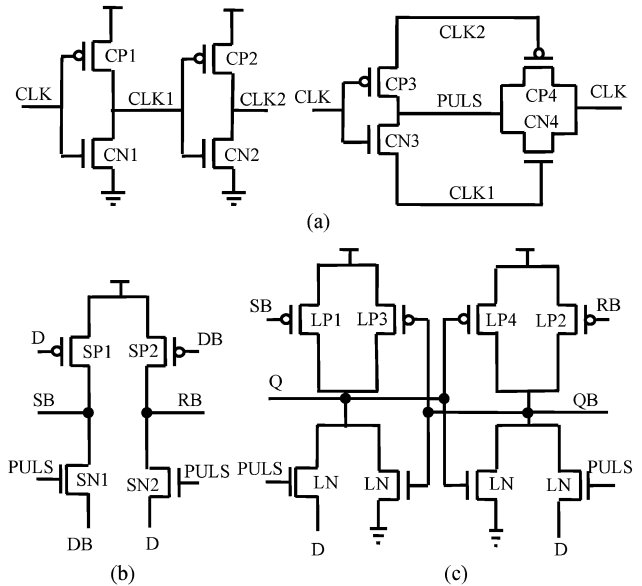 CP1 CP2 CLK2
CLK CLK1 CLK2 CLK CP3 PULS CP4 CLK
CN4
CN1 CN2 CN3
CLK1
(a)
SB RB
D SP1 SP2 DB LP1 LP3 LP4 LP2
Q
SB RB QB
PULS SN1 SN2 PULS PULS LN LN LN LN PULS
DB D D D
(b) (c)